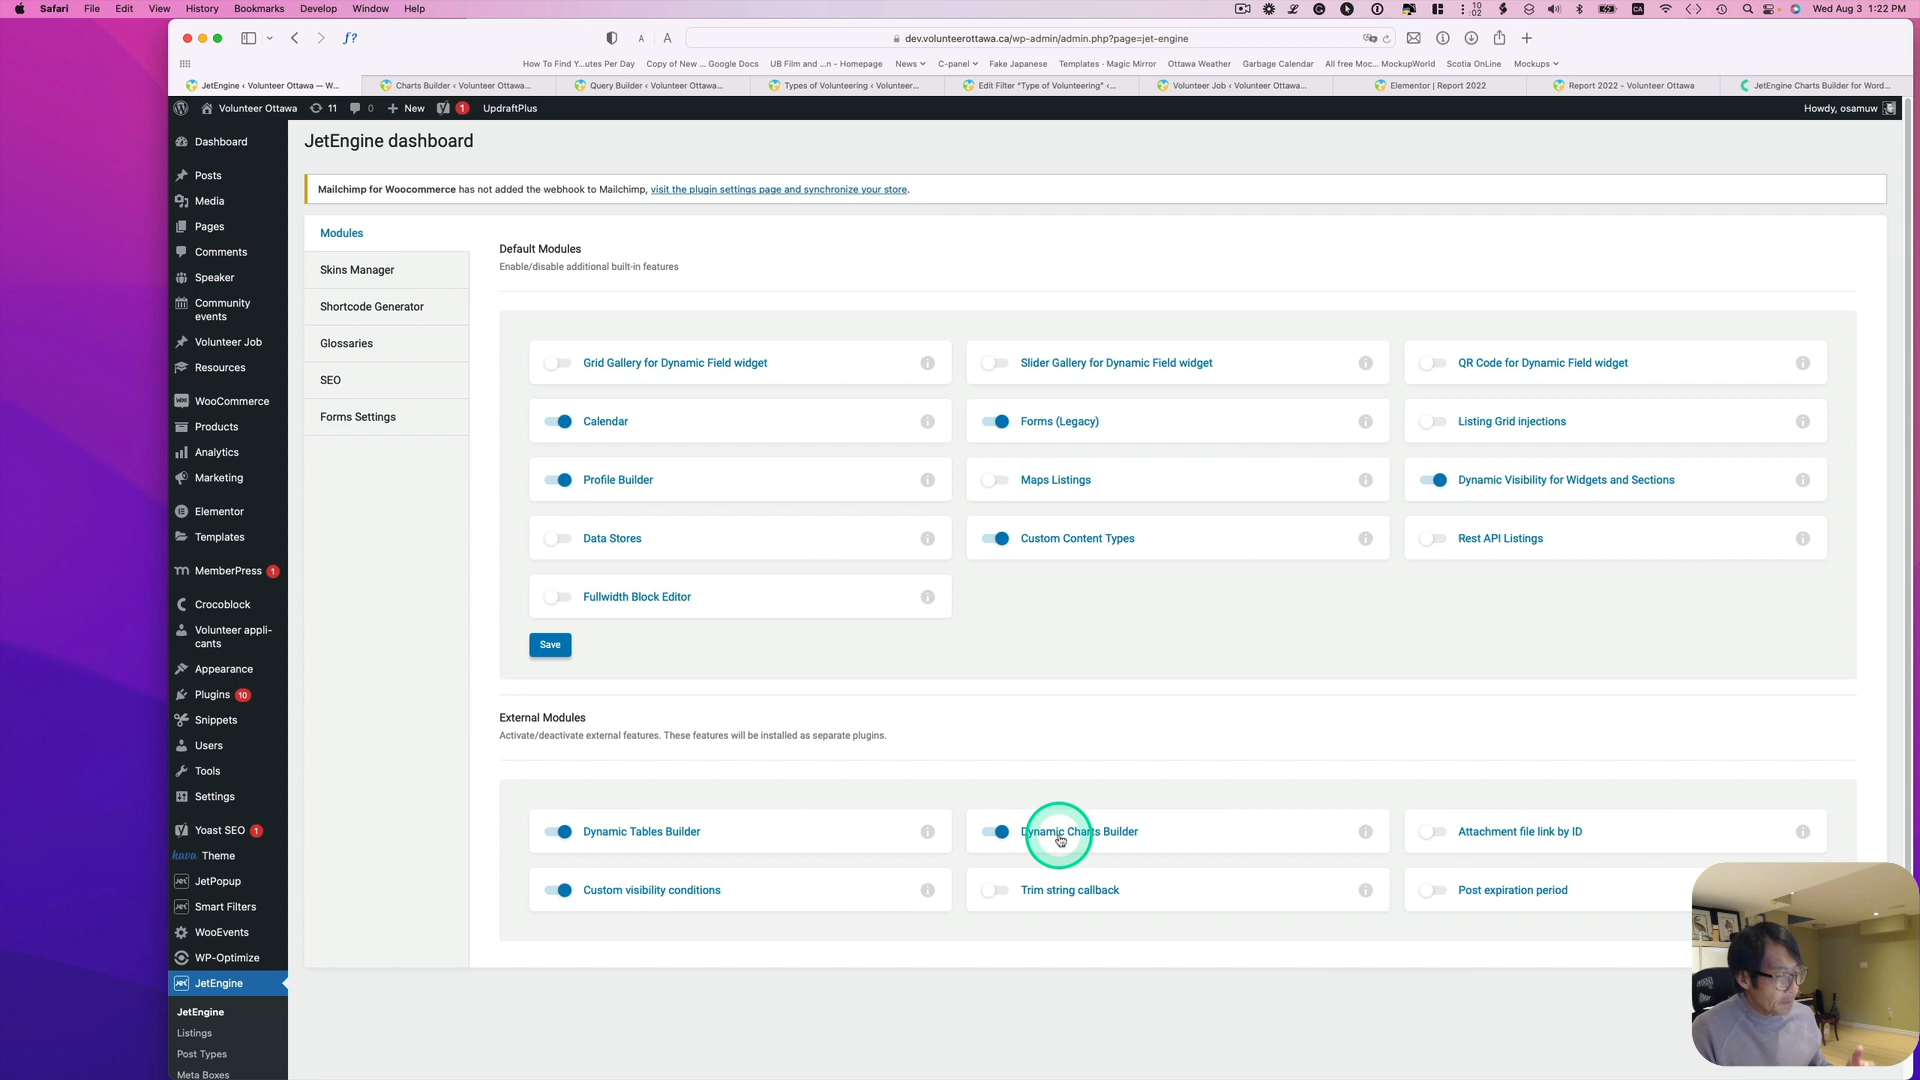 Safari File Edit View History Bookmarks Develop Window Help
10
02
CA
Wed Aug 3 1:22 PM
f?
A A
dev.volunteerottawa.ca/wp-admin/admin.php?page=jet-engine
How To Find Y...utes Per Day Copy of New ... Google Docs UB Film and ...n - Homepage News Fake Japanese Templates - Magic Mirror Ottawa Weather Garbage Calendar All free Moc... MockupWorld Scotia OnLine Mockups
JetEngine ‹ Volunteer Ottawa — W... Charts Builder ‹ Volunteer Ottawa... Query Builder ‹ Volunteer Ottawa... Types of Volunteering ‹ Volunteer... Edit Filter "Type of Volunteering" ‹... Volunteer Job ‹ Volunteer Ottawa... Elementor | Report 2022 Report 2022 - Volunteer Ottawa JetEngine Charts Builder for Word...
Volunteer Ottawa 11 0 New 1 UpdraftPlus
Howdy, osamuw
Dashboard
Posts
Media
Pages
Comments
Speaker
Community
events
Volunteer Job
Resources
WooCommerce
Products
Analytics
Marketing
Elementor
Templates
MemberPress 1
Crocoblock
Volunteer appli-
cants
Appearance
Plugins 10
Snippets
Users
Tools
Settings
Yoast SEO 1
kava Theme
JetPopup
Smart Filters
WooEvents
WP-Optimize
JetEngine
JetEngine
Listings
Post Types
Meta Boxes
JetEngine dashboard
Mailchimp for Woocommerce has not added the webhook to Mailchimp, visit the plugin settings page and synchronize your store.
Modules
Skins Manager
Shortcode Generator
Glossaries
SEO
Forms Settings
Default Modules
Enable/disable additional built-in features
Grid Gallery for Dynamic Field widget
Slider Gallery for Dynamic Field widget
QR Code for Dynamic Field widget
Calendar
Forms (Legacy)
Listing Grid injections
Profile Builder
Maps Listings
Dynamic Visibility for Widgets and Sections
Data Stores
Custom Content Types
Rest API Listings
Fullwidth Block Editor
Save
External Modules
Activate/deactivate external features. These features will be installed as separate plugins.
Dynamic Tables Builder
Dynamic Charts Builder
Attachment file link by ID
Custom visibility conditions
Trim string callback
Post expiration period